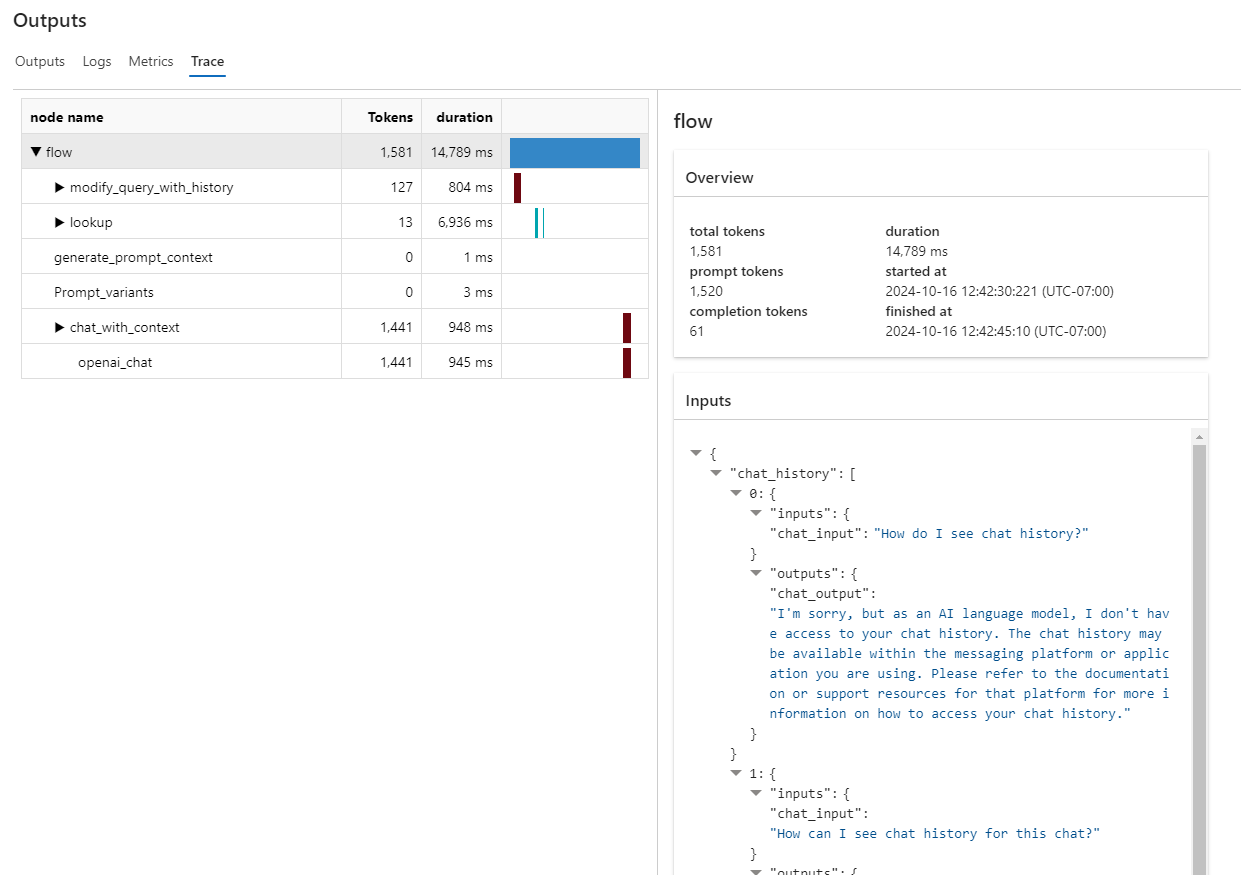 Outputs
Outputs Logs Metrics Trace
node name Tokens duration
flow 1,581 14,789 ms
modify_query_with_history 127 804 ms
lookup 13 6,936 ms
generate_prompt_context 0 1 ms
Prompt_variants 0 3 ms
chat_with_context 1,441 948 ms
openai_chat 1,441 945 ms
flow
Overview
total tokens duration
1,581 14,789 ms
prompt tokens started at
1,520 2024-10-16 12:42:30:221 (UTC-07:00)
completion tokens finished at
61 2024-10-16 12:42:45:10 (UTC-07:00)
Inputs
{
"chat_history": [
0: {
"inputs": {
"chat_input": "How do I see chat history?"
}
"outputs": {
"chat_output":
"I'm sorry, but as an AI language model, I don't hav
e access to your chat history. The chat history may
be available within the messaging platform or applic
ation you are using. Please refer to the documentati
on or support resources for that platform for more i
nformation on how to access your chat history."
}
}
1: {
"inputs": {
"chat_input":
"How can I see chat history for this chat?"
}
"outputs": {